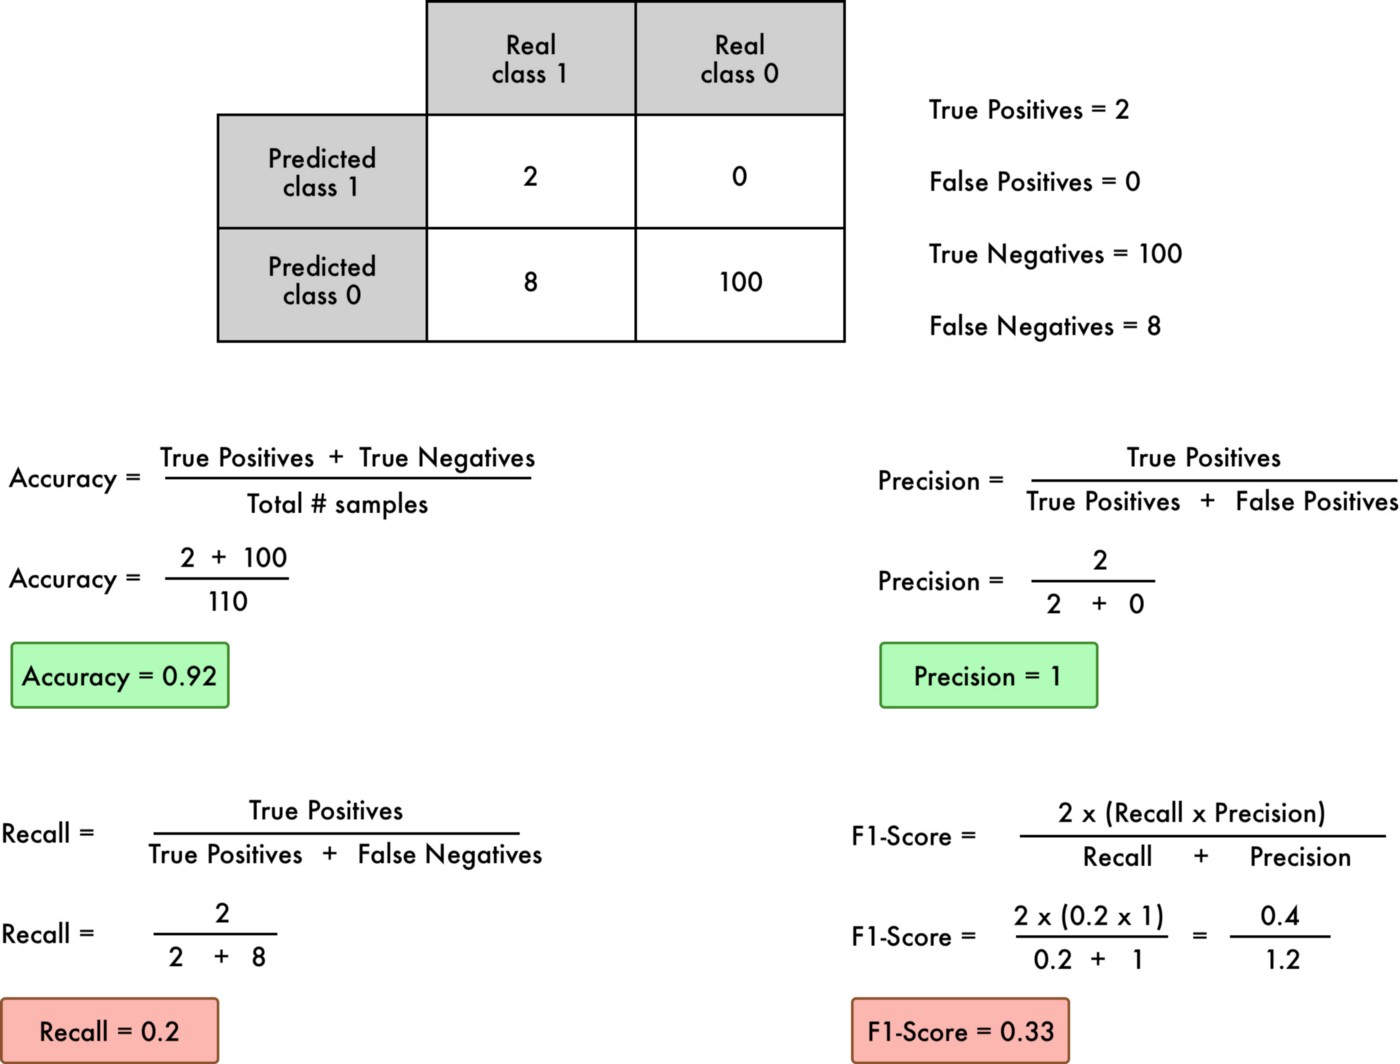 Real
class 1
Real
class 0
Predicted
class 1
2
0
Predicted
class 0
8
100
True Positives = 2
False Positives = 0
True Negatives = 100
False Negatives = 8
Accuracy =
True Positives + True Negatives
Total # samples
Accuracy =
2 + 100
110
Accuracy = 0.92
Precision =
True Positives
True Positives + False Positives
Precision =
2
2 + 0
Precision = 1
Recall =
True Positives
True Positives + False Negatives
Recall =
2
2 + 8
Recall = 0.2
F1-Score =
2 x (Recall x Precision)
Recall + Precision
F1-Score =
2 x (0.2 x 1)
0.2 + 1
=
0.4
1.2
F1-Score = 0.33